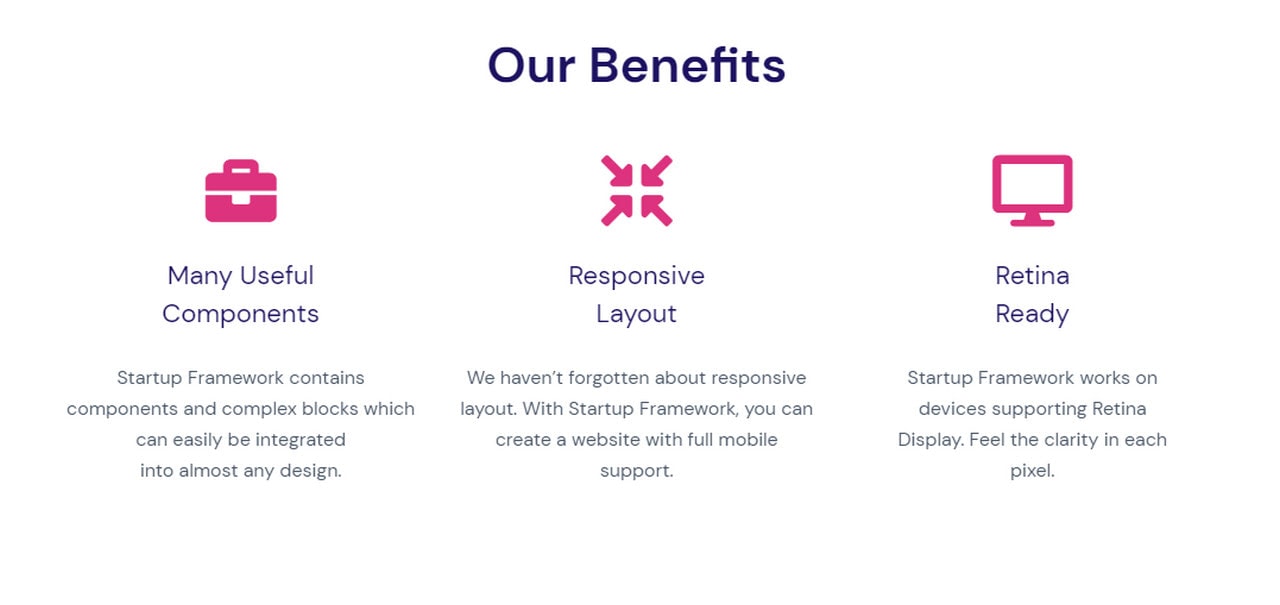 Our Benefits
Many Useful
Components
Startup Framework contains
components and complex blocks which
can easily be integrated
into almost any design.
Responsive
Layout
We haven’t forgotten about responsive
layout. With Startup Framework, you can
create a website with full mobile
support.
Retina
Ready
Startup Framework works on
devices supporting Retina
Display. Feel the clarity in each
pixel.